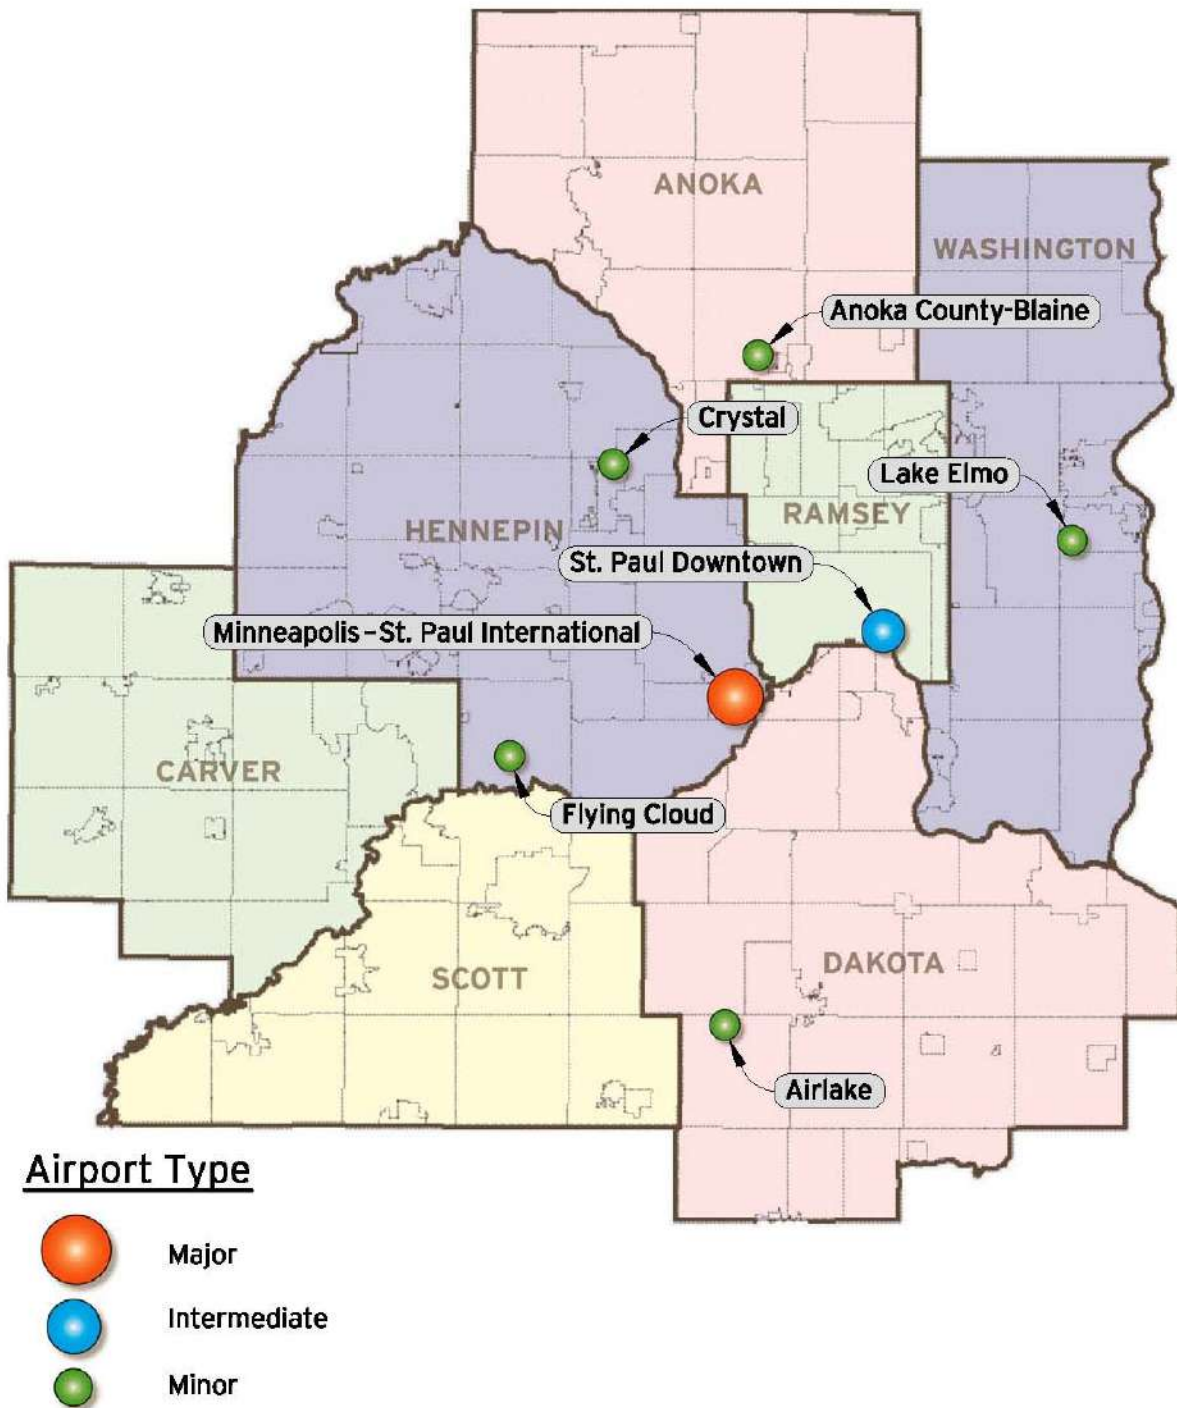 ANOKA
WASHINGTON
Anoka County-Blaine
Crystal
Lake Elmo
RAMSEY
HENNEPIN
St. Paul Downtown
Minneapolis-St. Paul International
CARVER
Flying Cloud
SCOTT
DAKOTA
Airlake
Airport Type
Major
Intermediate
Minor